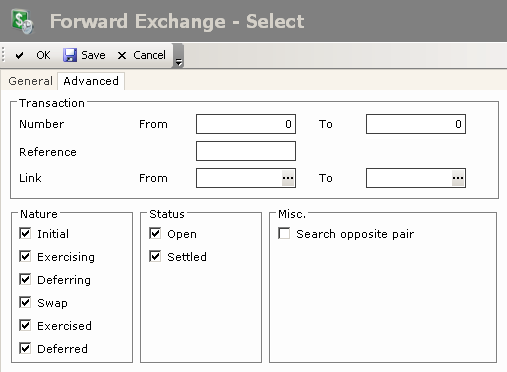 Forward Exchange - Select
OK Save Cancel
General Advanced
Transaction
Number From 0 To 0
Reference
Link From ... To ...
Nature Status Misc.
Initial Open Search opposite pair
Exercising Settled
Deferring
Swap
Exercised
Deferred